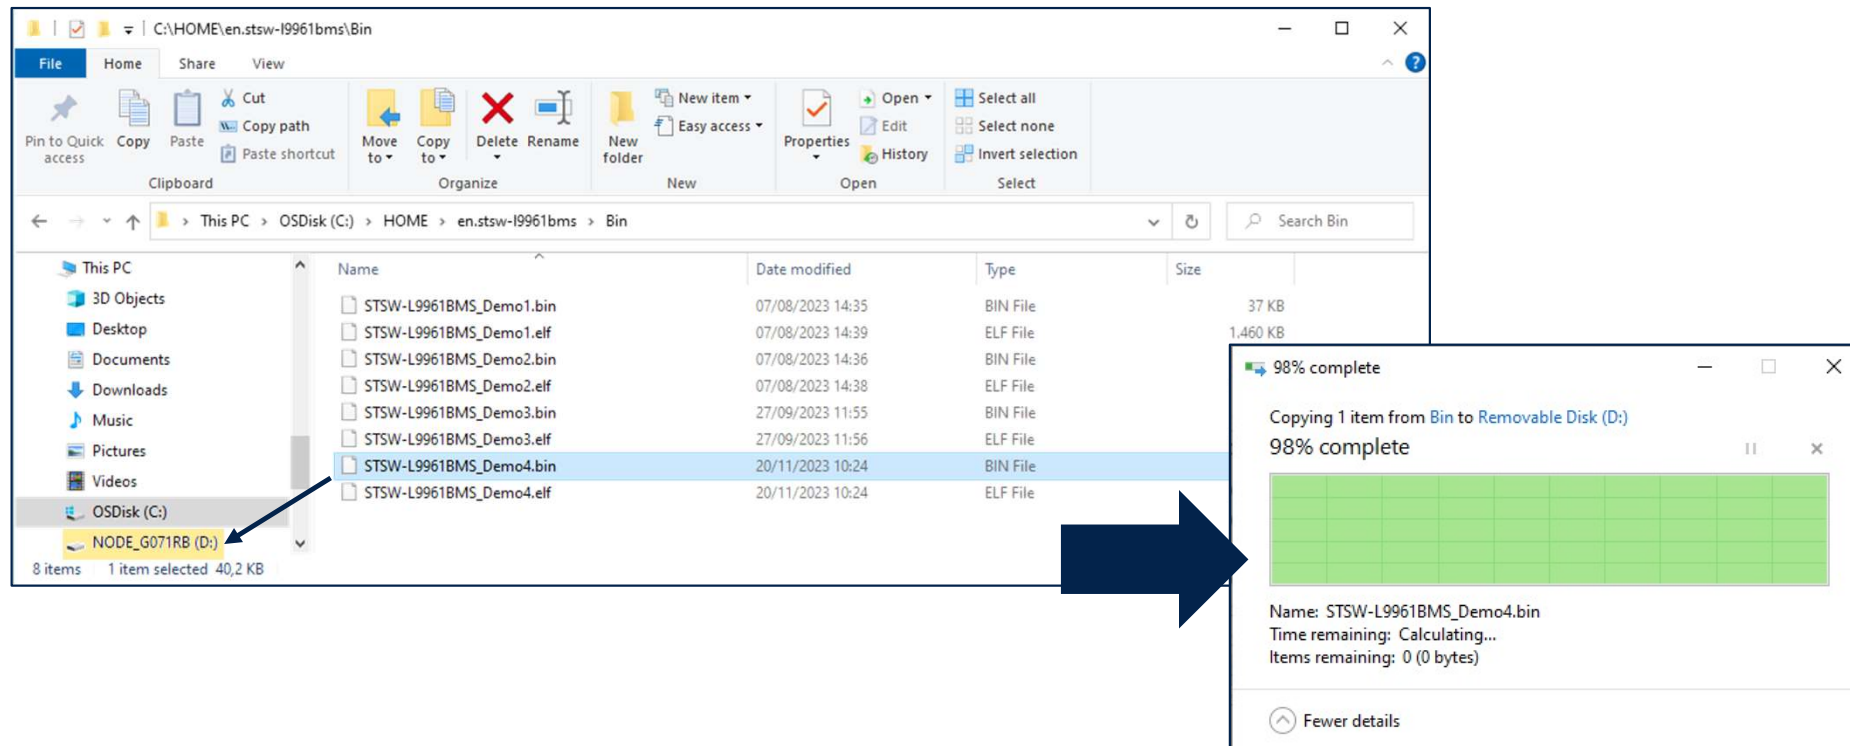 C:\HOME\en.stsw-l9961bms\Bin
File Home Share View
Pin to Quick access
Copy
Paste
Cut
Copy path
Paste shortcut
Move to
Copy to
Delete
Rename
New folder
New item
Easy access
Properties
Open
Edit
History
Select all
Select none
Invert selection
Clipboard Organize New Open Select
This PC > OSDisk (C:) > HOME > en.stsw-l9961bms > Bin
Search Bin
This PC
3D Objects
Desktop
Documents
Downloads
Music
Pictures
Videos
OSDisk (C:)
NODE_G071RB (D:)
Name Date modified Type Size
STSW-L9961BMS_Demo1.bin 07/08/2023 14:35 BIN File 37 KB
STSW-L9961BMS_Demo1.elf 07/08/2023 14:39 ELF File 1.460 KB
STSW-L9961BMS_Demo2.bin 07/08/2023 14:36 BIN File
STSW-L9961BMS_Demo2.elf 07/08/2023 14:38 ELF File
STSW-L9961BMS_Demo3.bin 27/09/2023 11:55 BIN File
STSW-L9961BMS_Demo3.elf 27/09/2023 11:56 ELF File
STSW-L9961BMS_Demo4.bin 20/11/2023 10:24 BIN File
STSW-L9961BMS_Demo4.elf 20/11/2023 10:24 ELF File
8 items 1 item selected 40,2 KB
98% complete
Copying 1 item from Bin to Removable Disk (D:)
98% complete
Name: STSW-L9961BMS_Demo4.bin
Time remaining: Calculating...
Items remaining: 0 (0 bytes)
Fewer details